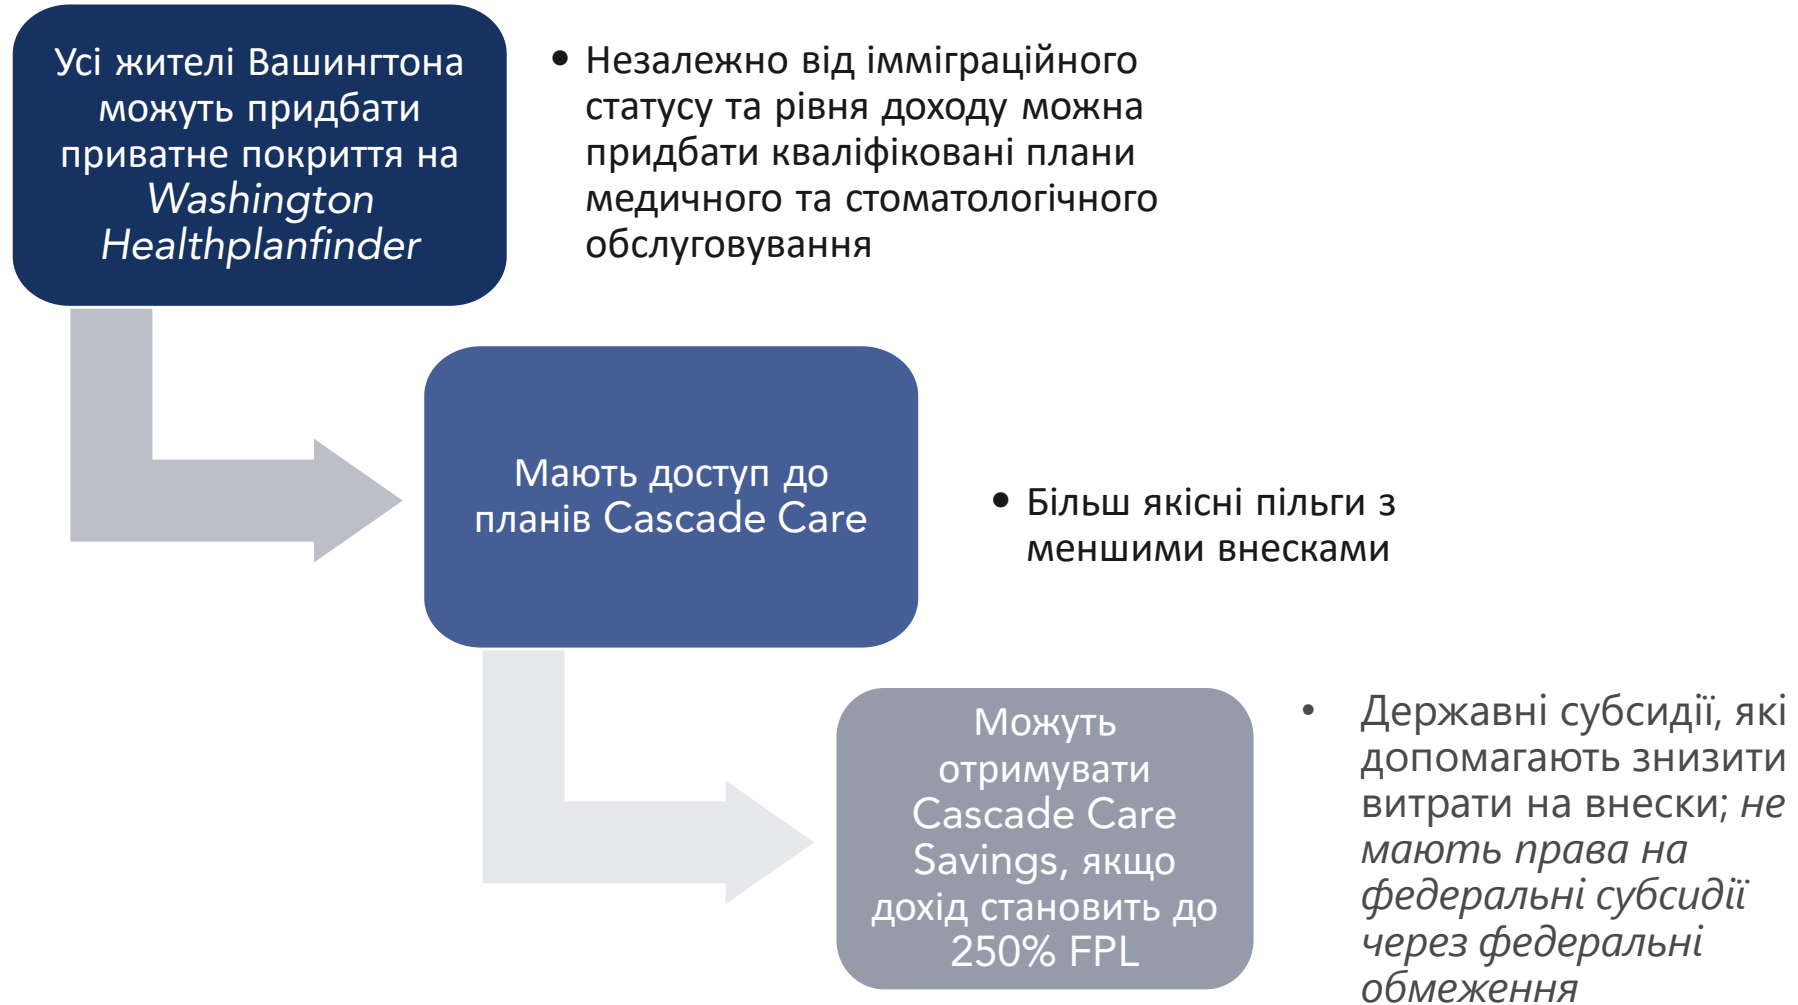 Усі жителі Вашингтона
можуть придбати
приватне покриття на
Washington
Healthplanfinder
• Незалежно від імміграційного
статусу та рівня доходу можна
придбати кваліфіковані плани
медичного та стоматологічного
обслуговування
Мають доступ до
планів Cascade Care
• Більш якісні пільги з
меншими внесками
Можуть
отримувати
Cascade Care
Savings, якщо
дохід становить до
250% FPL
• Державні субсидії, які
допомагають знизити
витрати на внески; не
мають права на
федеральні субсидії
через федеральні
обмеження